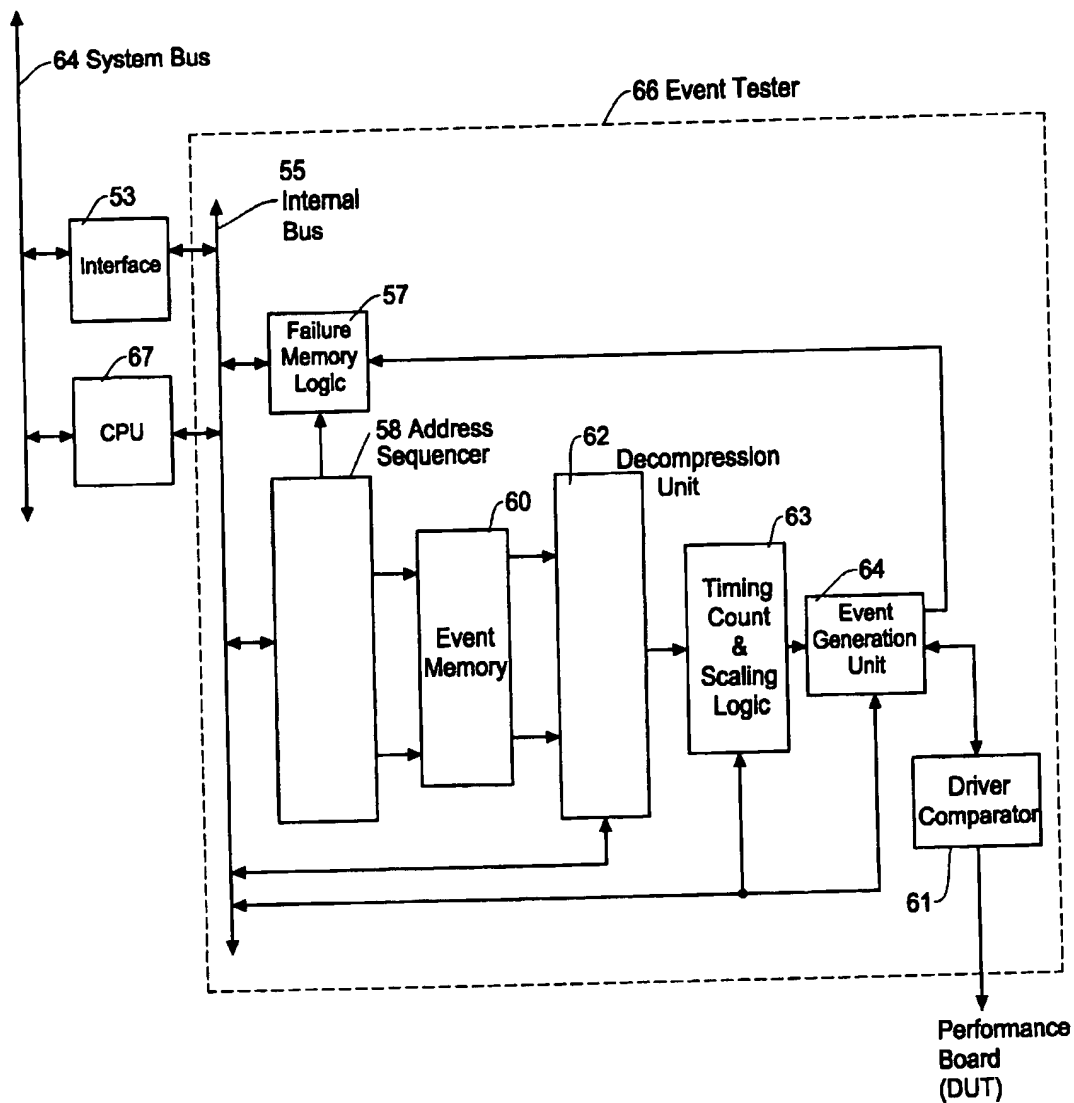 64 System Bus
66 Event Tester
53
Interface
55
Internal
Bus
57
Failure
Memory
Logic
67
CPU
58 Address
Sequencer
62
Decompression
Unit
60
Event
Memory
63
Timing
Count
&
Scaling
Logic
64
Event
Generation
Unit
Driver
Comparator
61
Performance
Board
(DUT)